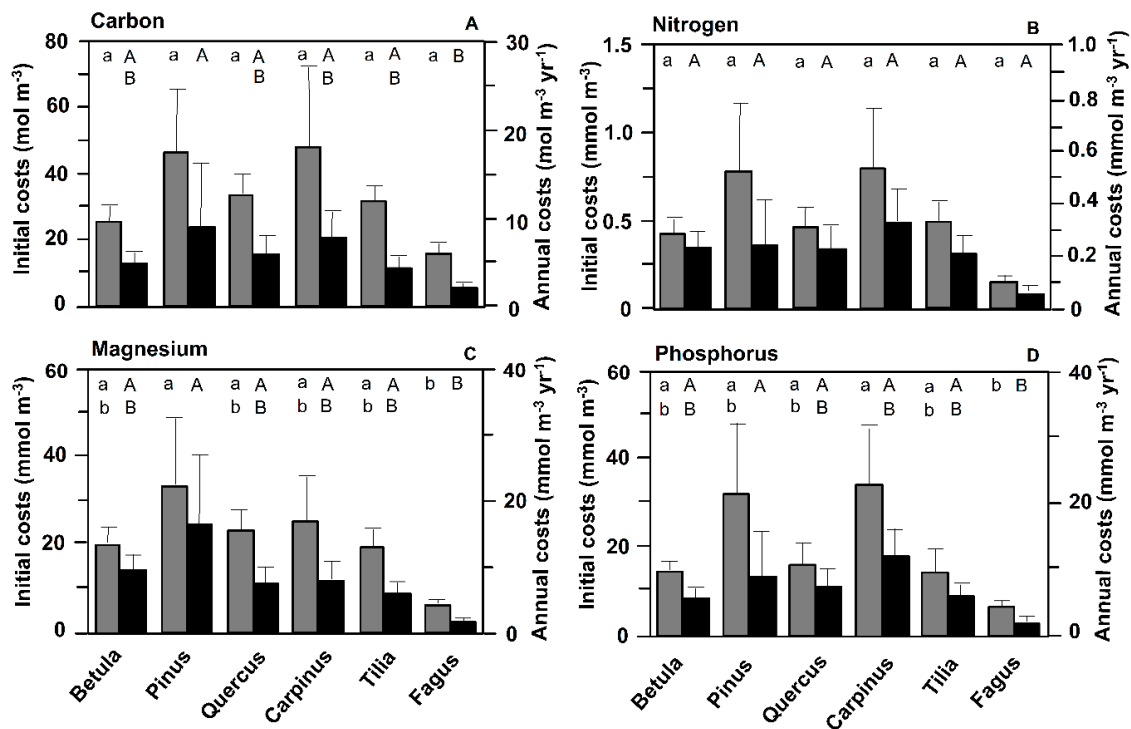 Carbon A
80
60
40
20
0
Initial costs (mol m⁻³)
a A a A a A a A a A a B
B B B B
30
20
10
0
Annual costs (mol m⁻³ yr⁻¹)
Nitrogen B
1.5
1.0
0.5
0
Initial costs (mmol m⁻³)
a A a A a A a A a A a A
1.0
0.8
0.6
0.4
0.2
0
Annual costs (mmol m⁻³ yr⁻¹)
Magnesium C
60
40
20
0
Initial costs (mmol m⁻³)
a A a A a A a A a A b B
b B b B b B b B
40
20
0
Annual costs (mmol m⁻³ yr⁻¹)
Betula
Pinus
Quercus
Carpinus
Tilia
Fagus
Phosphorus D
60
40
20
0
Initial costs (mmol m⁻³)
a A a A a A a A a A b B
b B b b B B b B
40
20
0
Annual costs (mmol m⁻³ yr⁻¹)
Betula
Pinus
Quercus
Carpinus
Tilia
Fagus